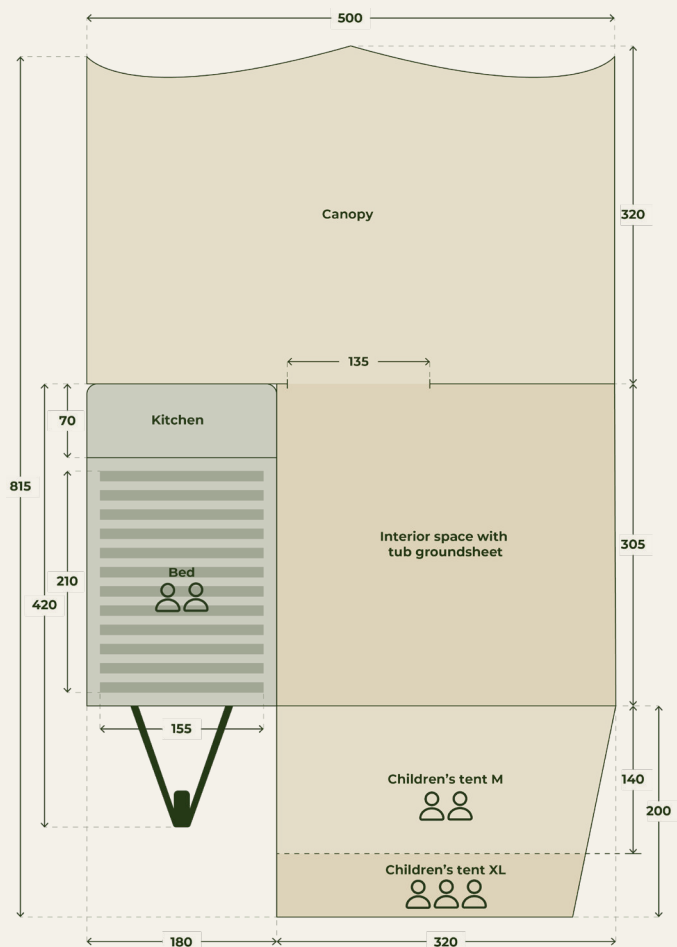 500
Canopy
320
135
Kitchen
70
815
Interior space with
tub groundsheet
305
Bed
210
420
155
Children’s tent M
140
200
Children’s tent XL
180
320